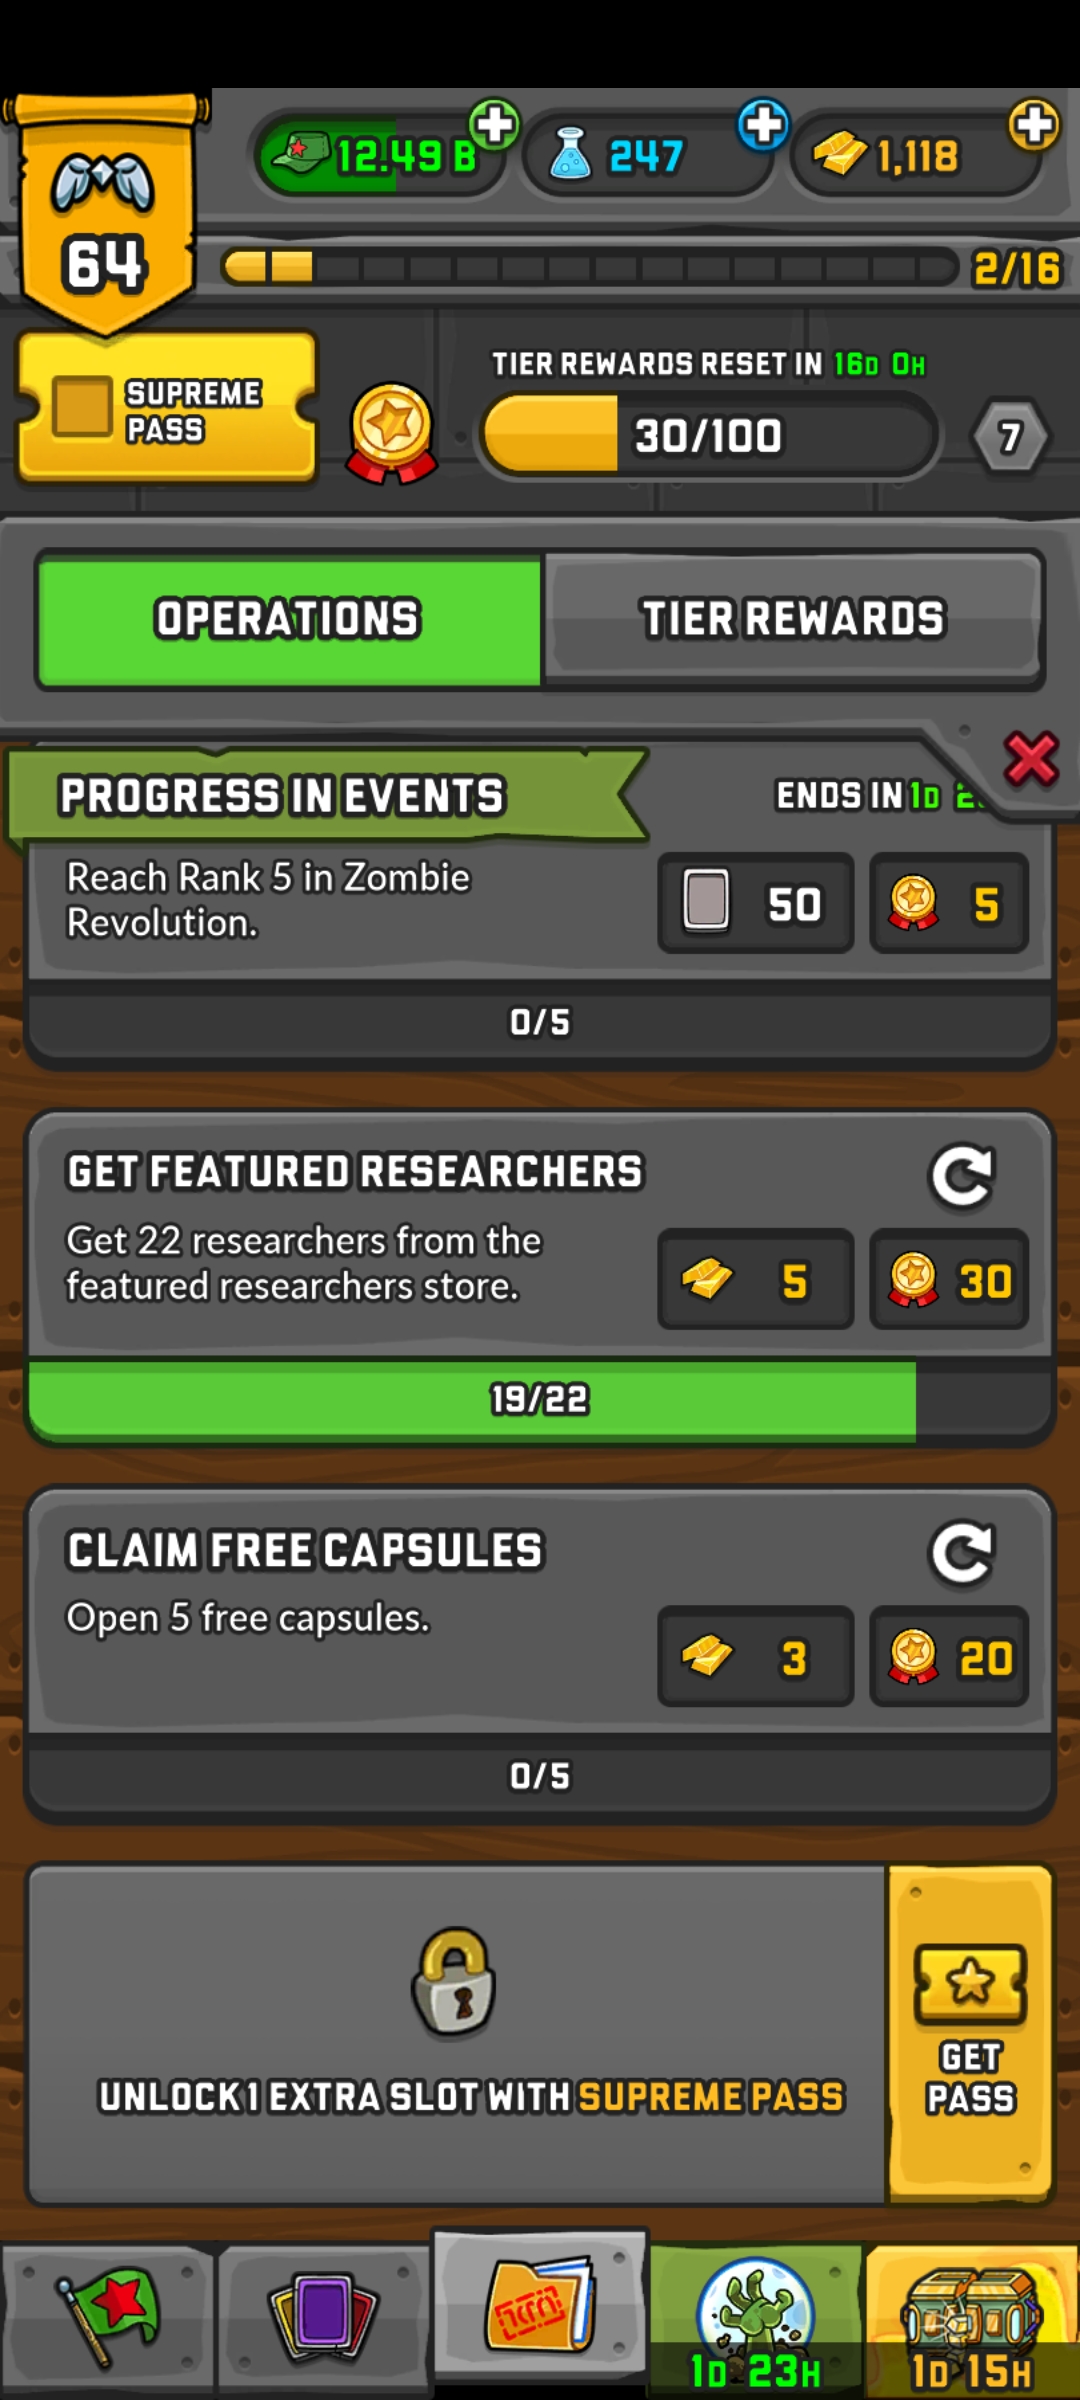 12.49 B
247
1,118
64
2/16
SUPREME
PASS
TIER REWARDS RESET IN 16D 0H
30/100
7
OPERATIONS
TIER REWARDS
PROGRESS IN EVENTS
ENDS IN 1D
Reach Rank 5 in Zombie
Revolution.
50
5
0/5
GET FEATURED RESEARCHERS
Get 22 researchers from the
featured researchers store.
5
30
19/22
CLAIM FREE CAPSULES
Open 5 free capsules.
3
20
0/5
UNLOCK 1 EXTRA SLOT WITH SUPREME PASS
GET
PASS
1D 23H
1D 15H